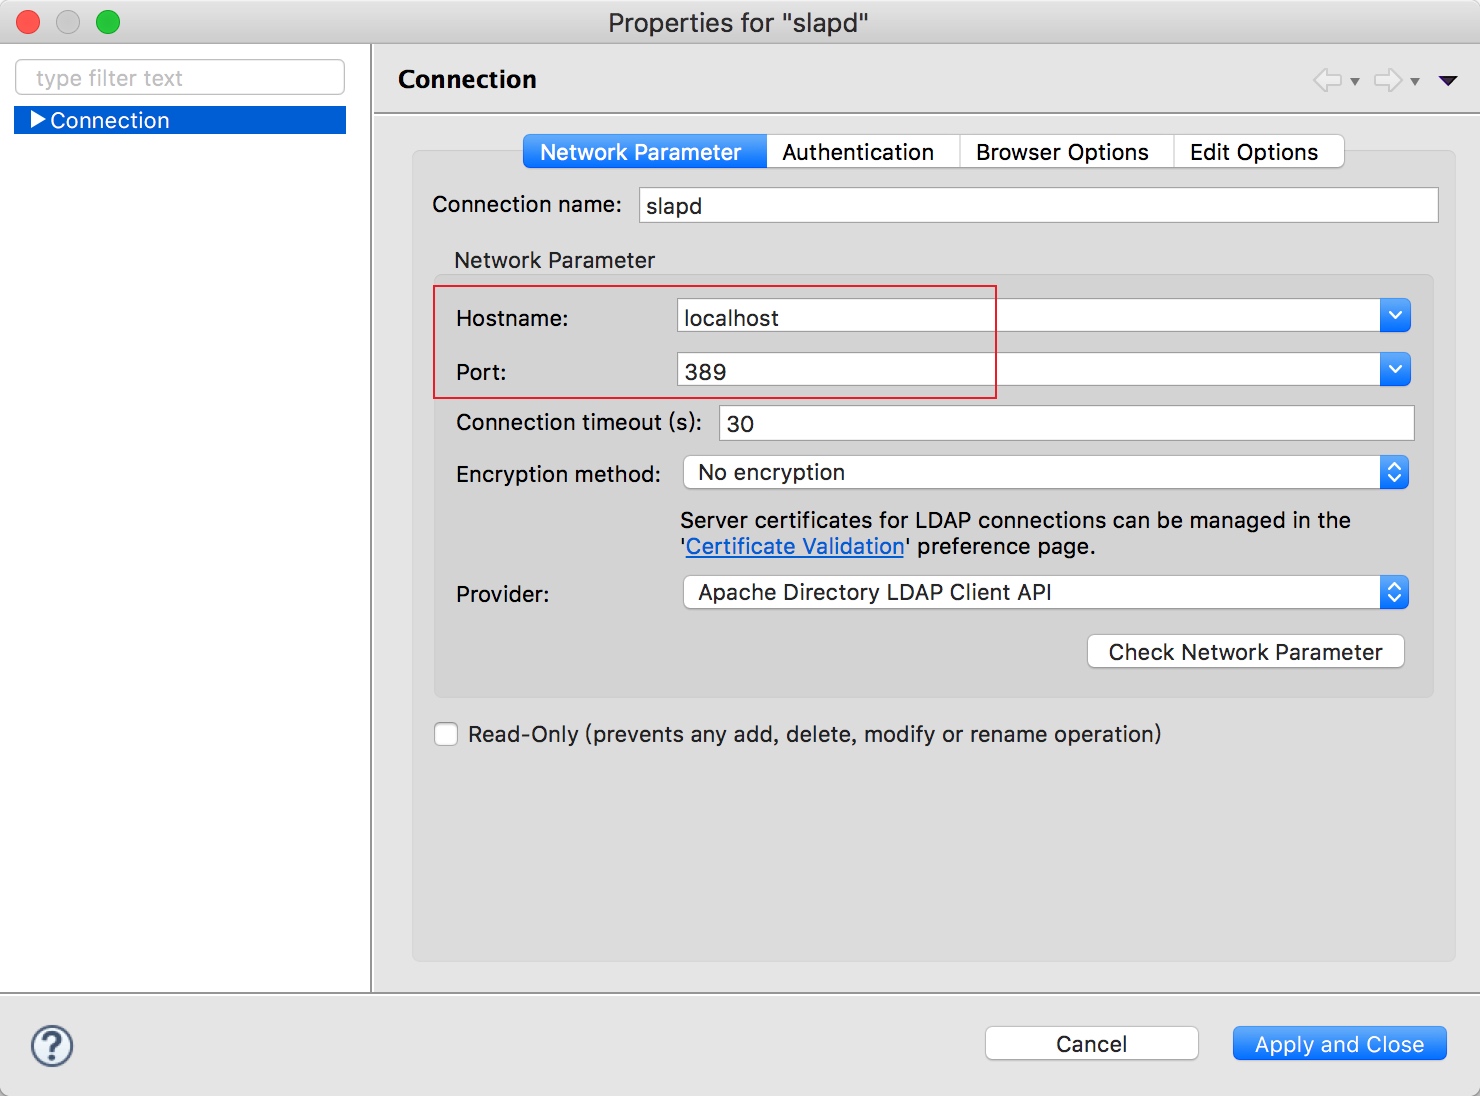 Properties for "slapd"
type filter text
Connection
Connection
Network Parameter Authentication Browser Options Edit Options
Connection name: slapd
Network Parameter
Hostname: localhost
Port: 389
Connection timeout (s): 30
Encryption method: No encryption
Server certificates for LDAP connections can be managed in the
'Certificate Validation' preference page.
Provider: Apache Directory LDAP Client API
Check Network Parameter
Read-Only (prevents any add, delete, modify or rename operation)
?
Cancel Apply and Close